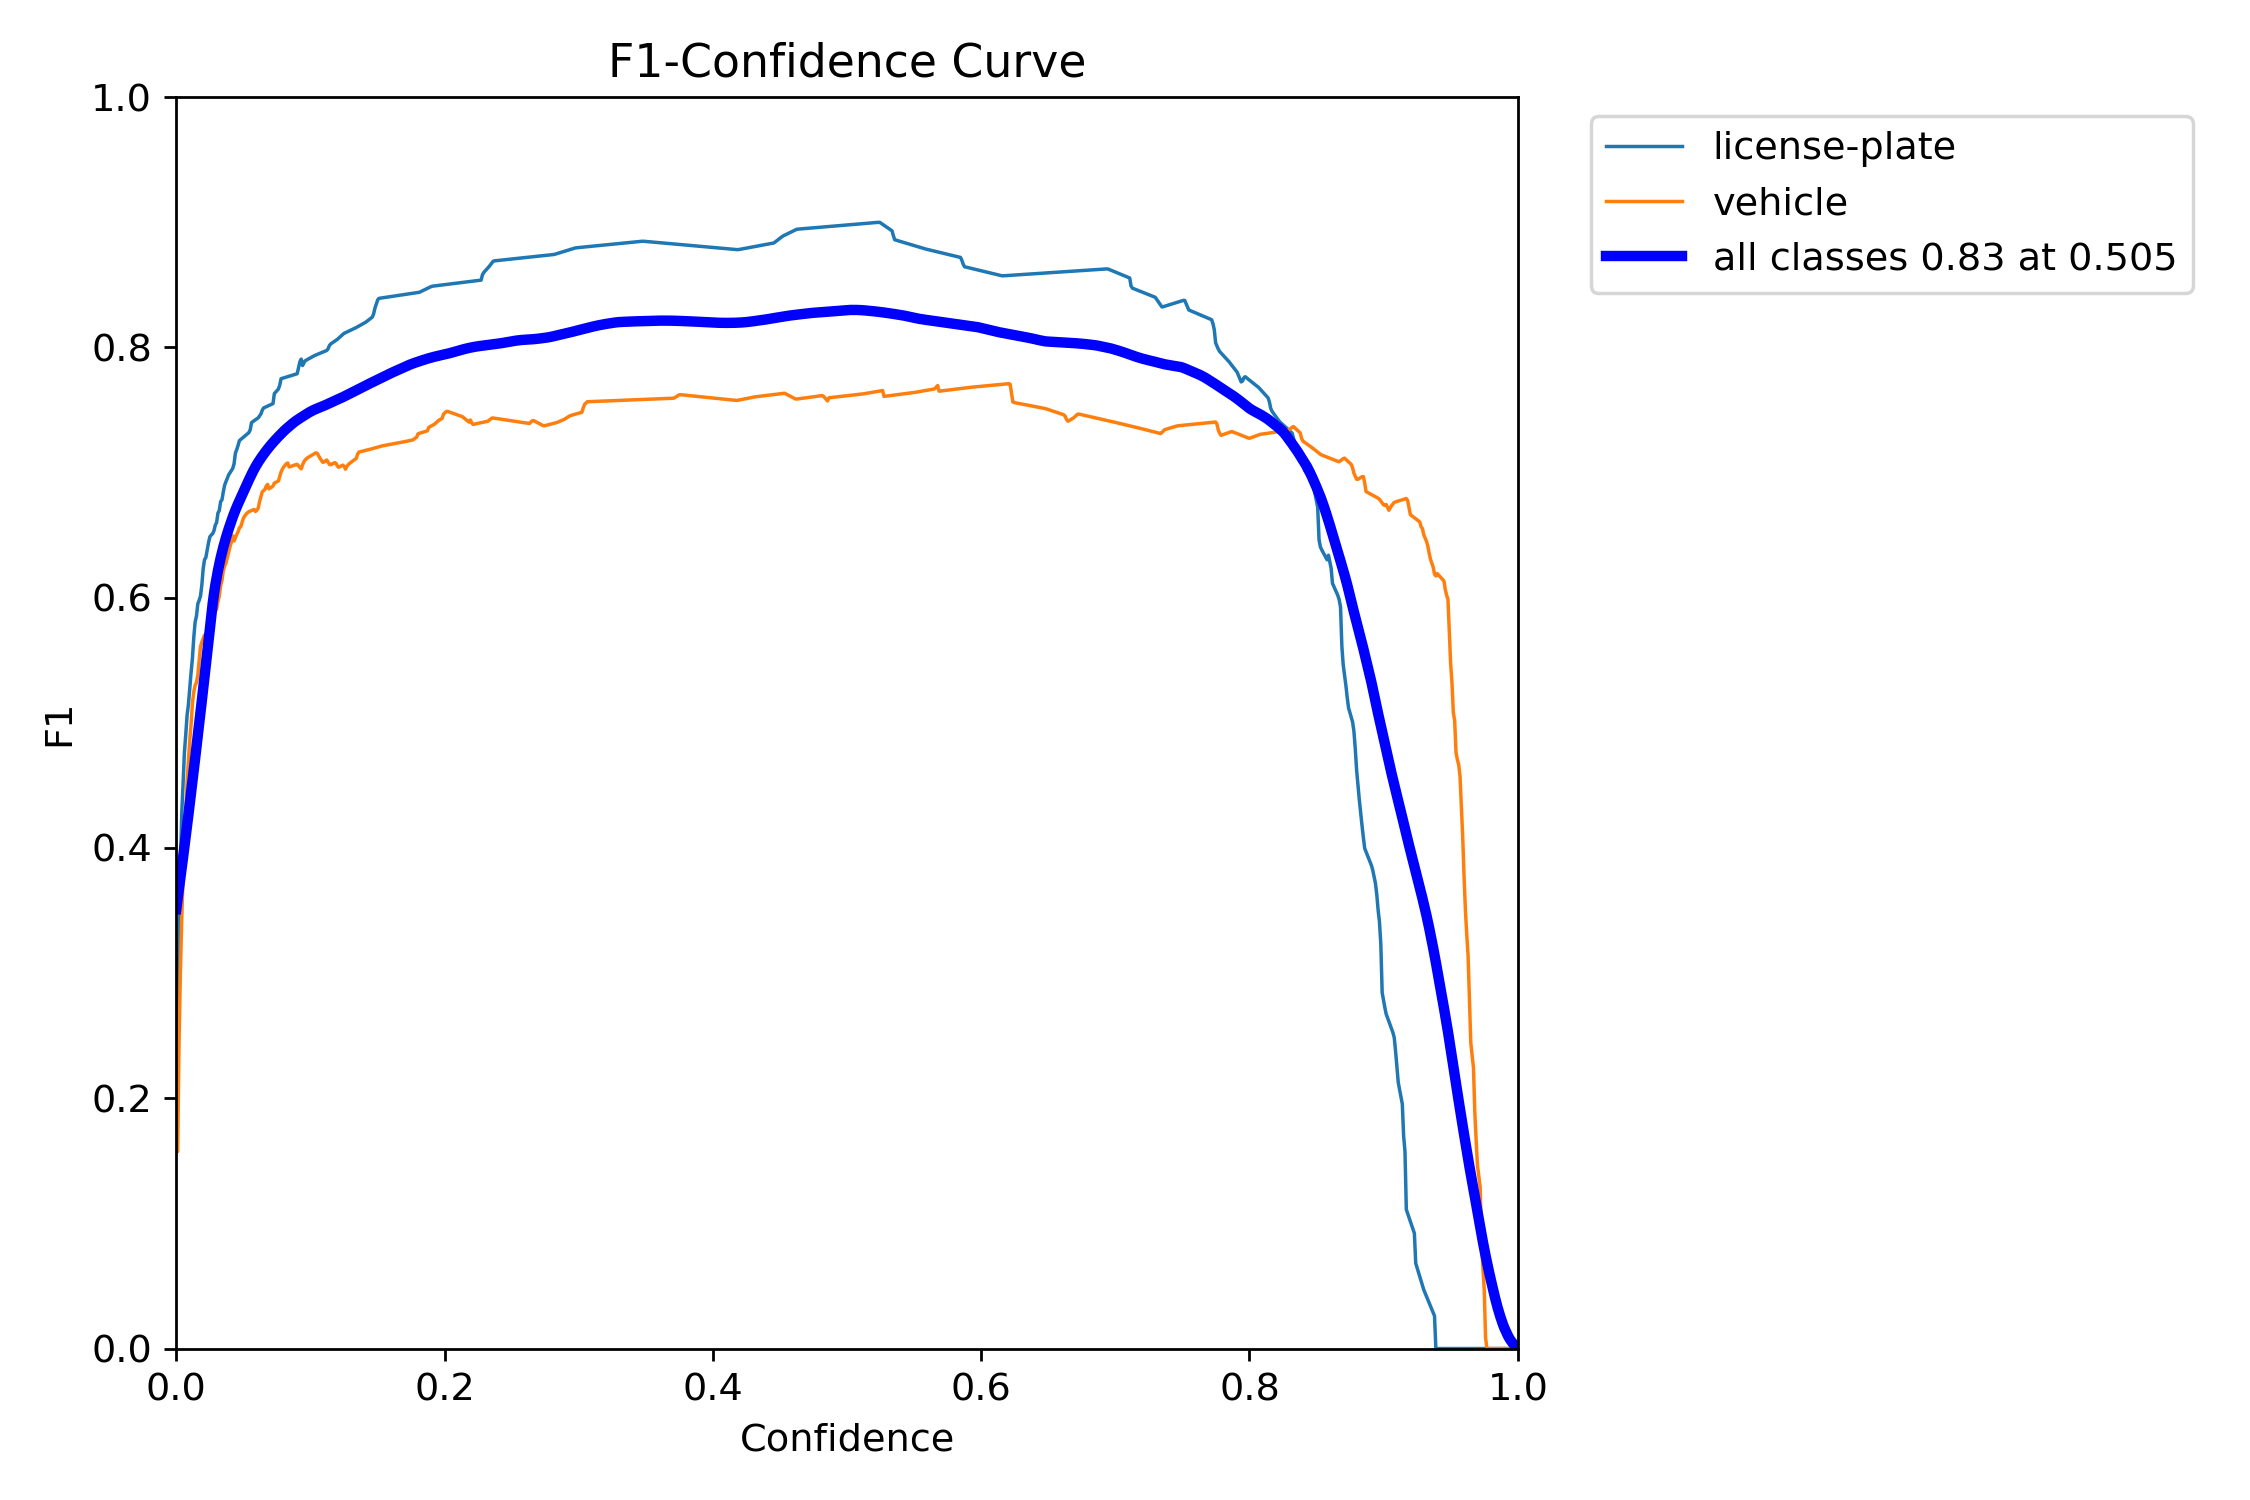 F1-Confidence Curve
1.0
0.8
0.6
0.4
0.2
0.0
F1
0.0 0.2 0.4 0.6 0.8 1.0
Confidence
license-plate
vehicle
all classes 0.83 at 0.505